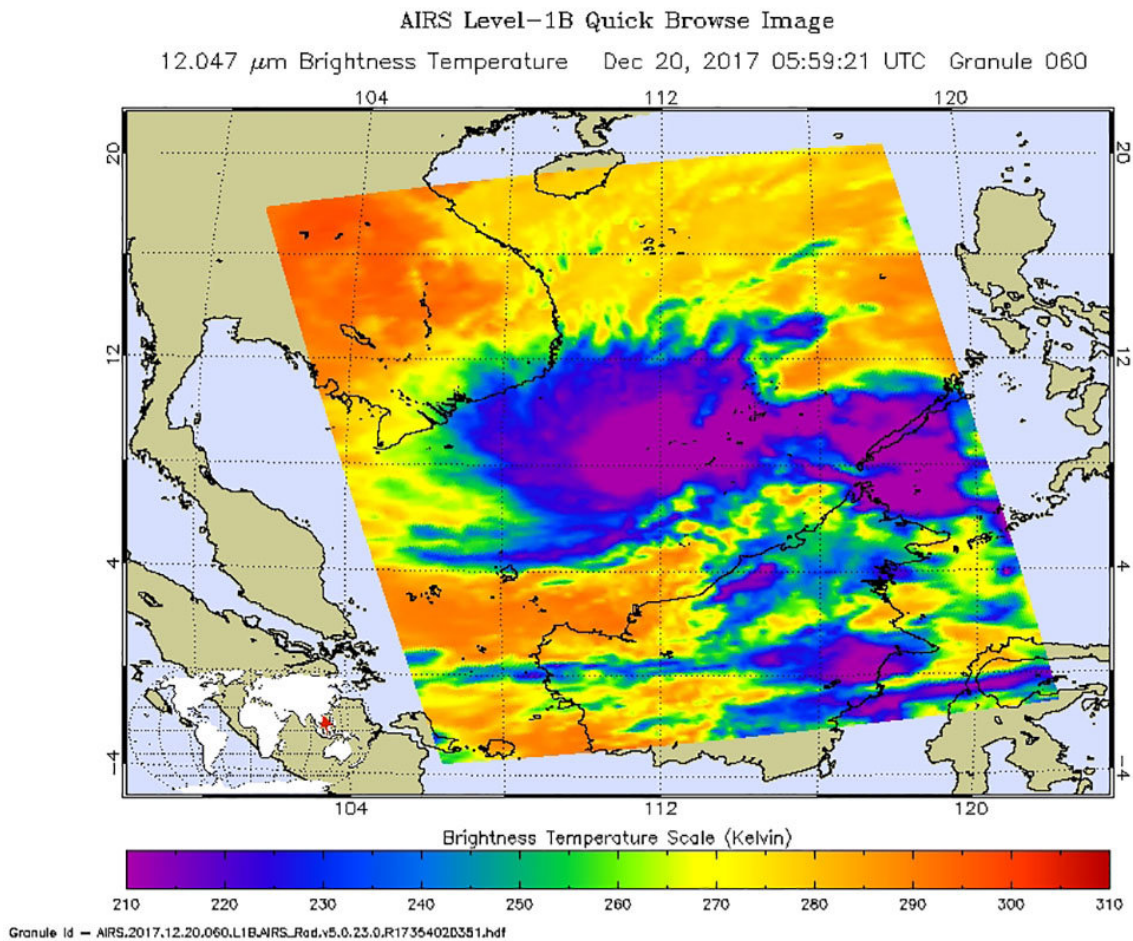 AIRS Level-1B Quick Browse Image
12.047 μm Brightness Temperature Dec 20, 2017 05:59:21 UTC Granule 060
104 112 120
20 20
12 12
4 4
-4 -4
104 112 120
Brightness Temperature Scale (Kelvin)
210 220 230 240 250 260 270 280 290 300 310
Granule Id - AIRS.2017.12.20.060.L1B.AIRS_Rad.v5.0.23.0.R17354020351.hdf